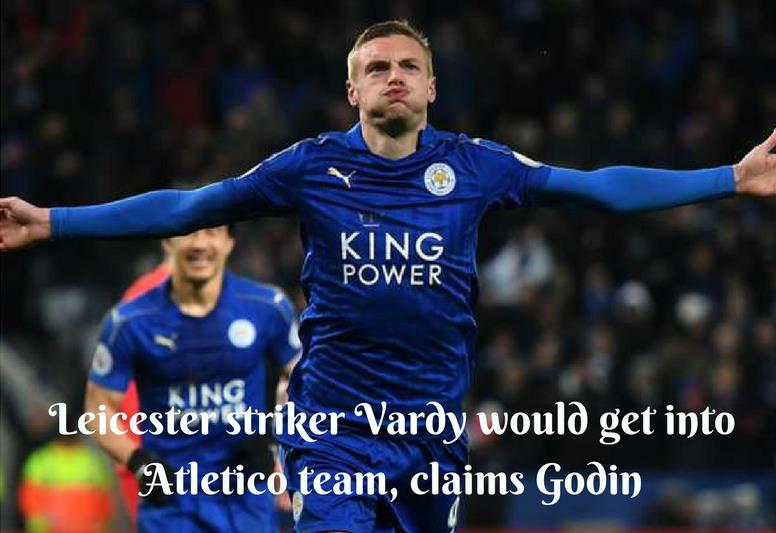 KING
POWER
KING
Leicester striker Vardy would get into
Atletico team, claims Godin